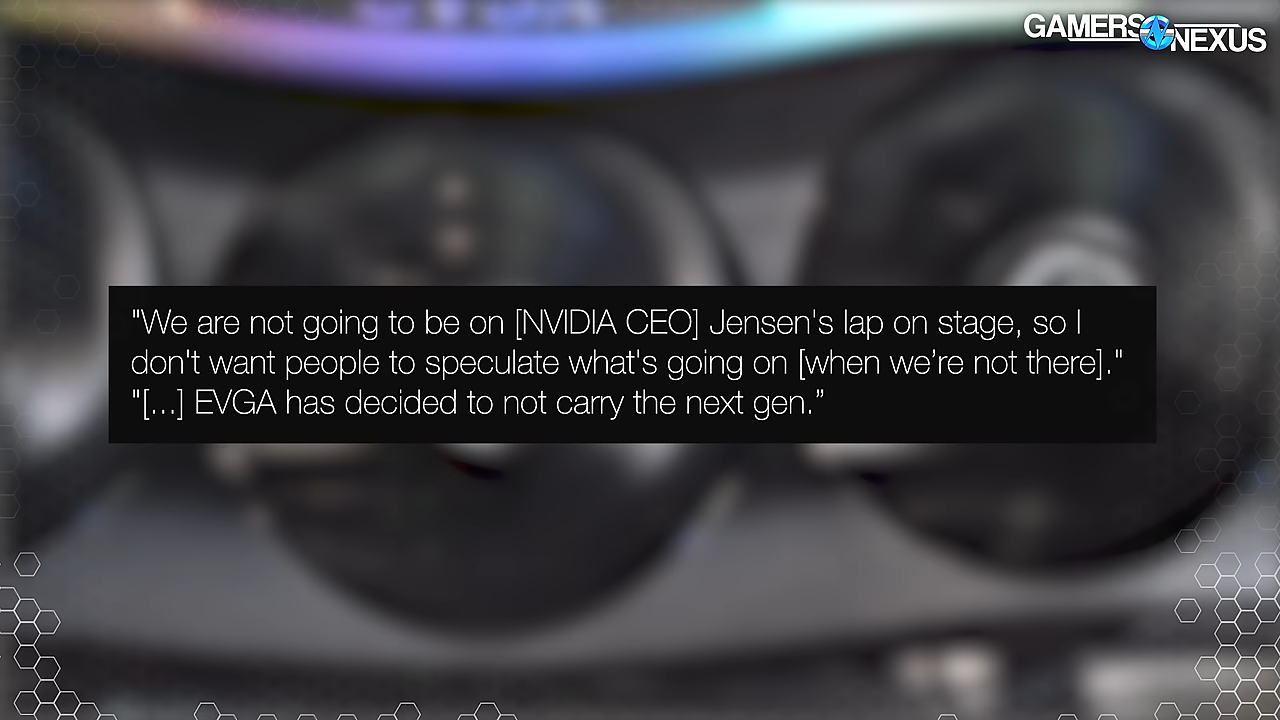 GAMERS NEXUS
"We are not going to be on [NVIDIA CEO] Jensen's lap on stage, so I
don't want people to speculate what's going on [when we’re not there]."
"[...] EVGA has decided to not carry the next gen.”